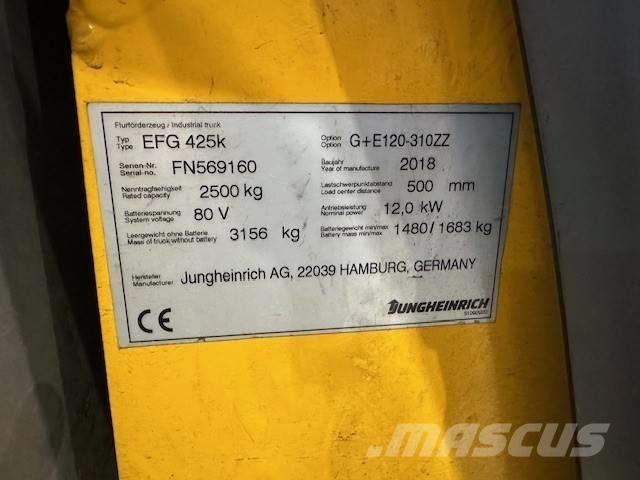 Flurförderzeug / Industrial truck
Typ
Type EFG 425k
Option
Option G+E120-310ZZ
Serien-Nr.
Serial-no. FN569160
Baujahr
Year of manufacture 2018
Nenntragfaehigkeit
Rated capacity 2500 kg
Lastschwerpunktabstand
Load center distance 500 mm
Batteriespannung
System voltage 80 V
Antriebsleistung
Nominal power 12,0 kW
Leergewicht ohne Batterie
Mass of truck without battery 3156 kg
Batteriegewicht min/max
Battery mass min/max 1480 / 1683 kg
Hersteller
Manufacturer Jungheinrich AG, 22039 HAMBURG, GERMANY
CE
JUNGHEINRICH
mascus